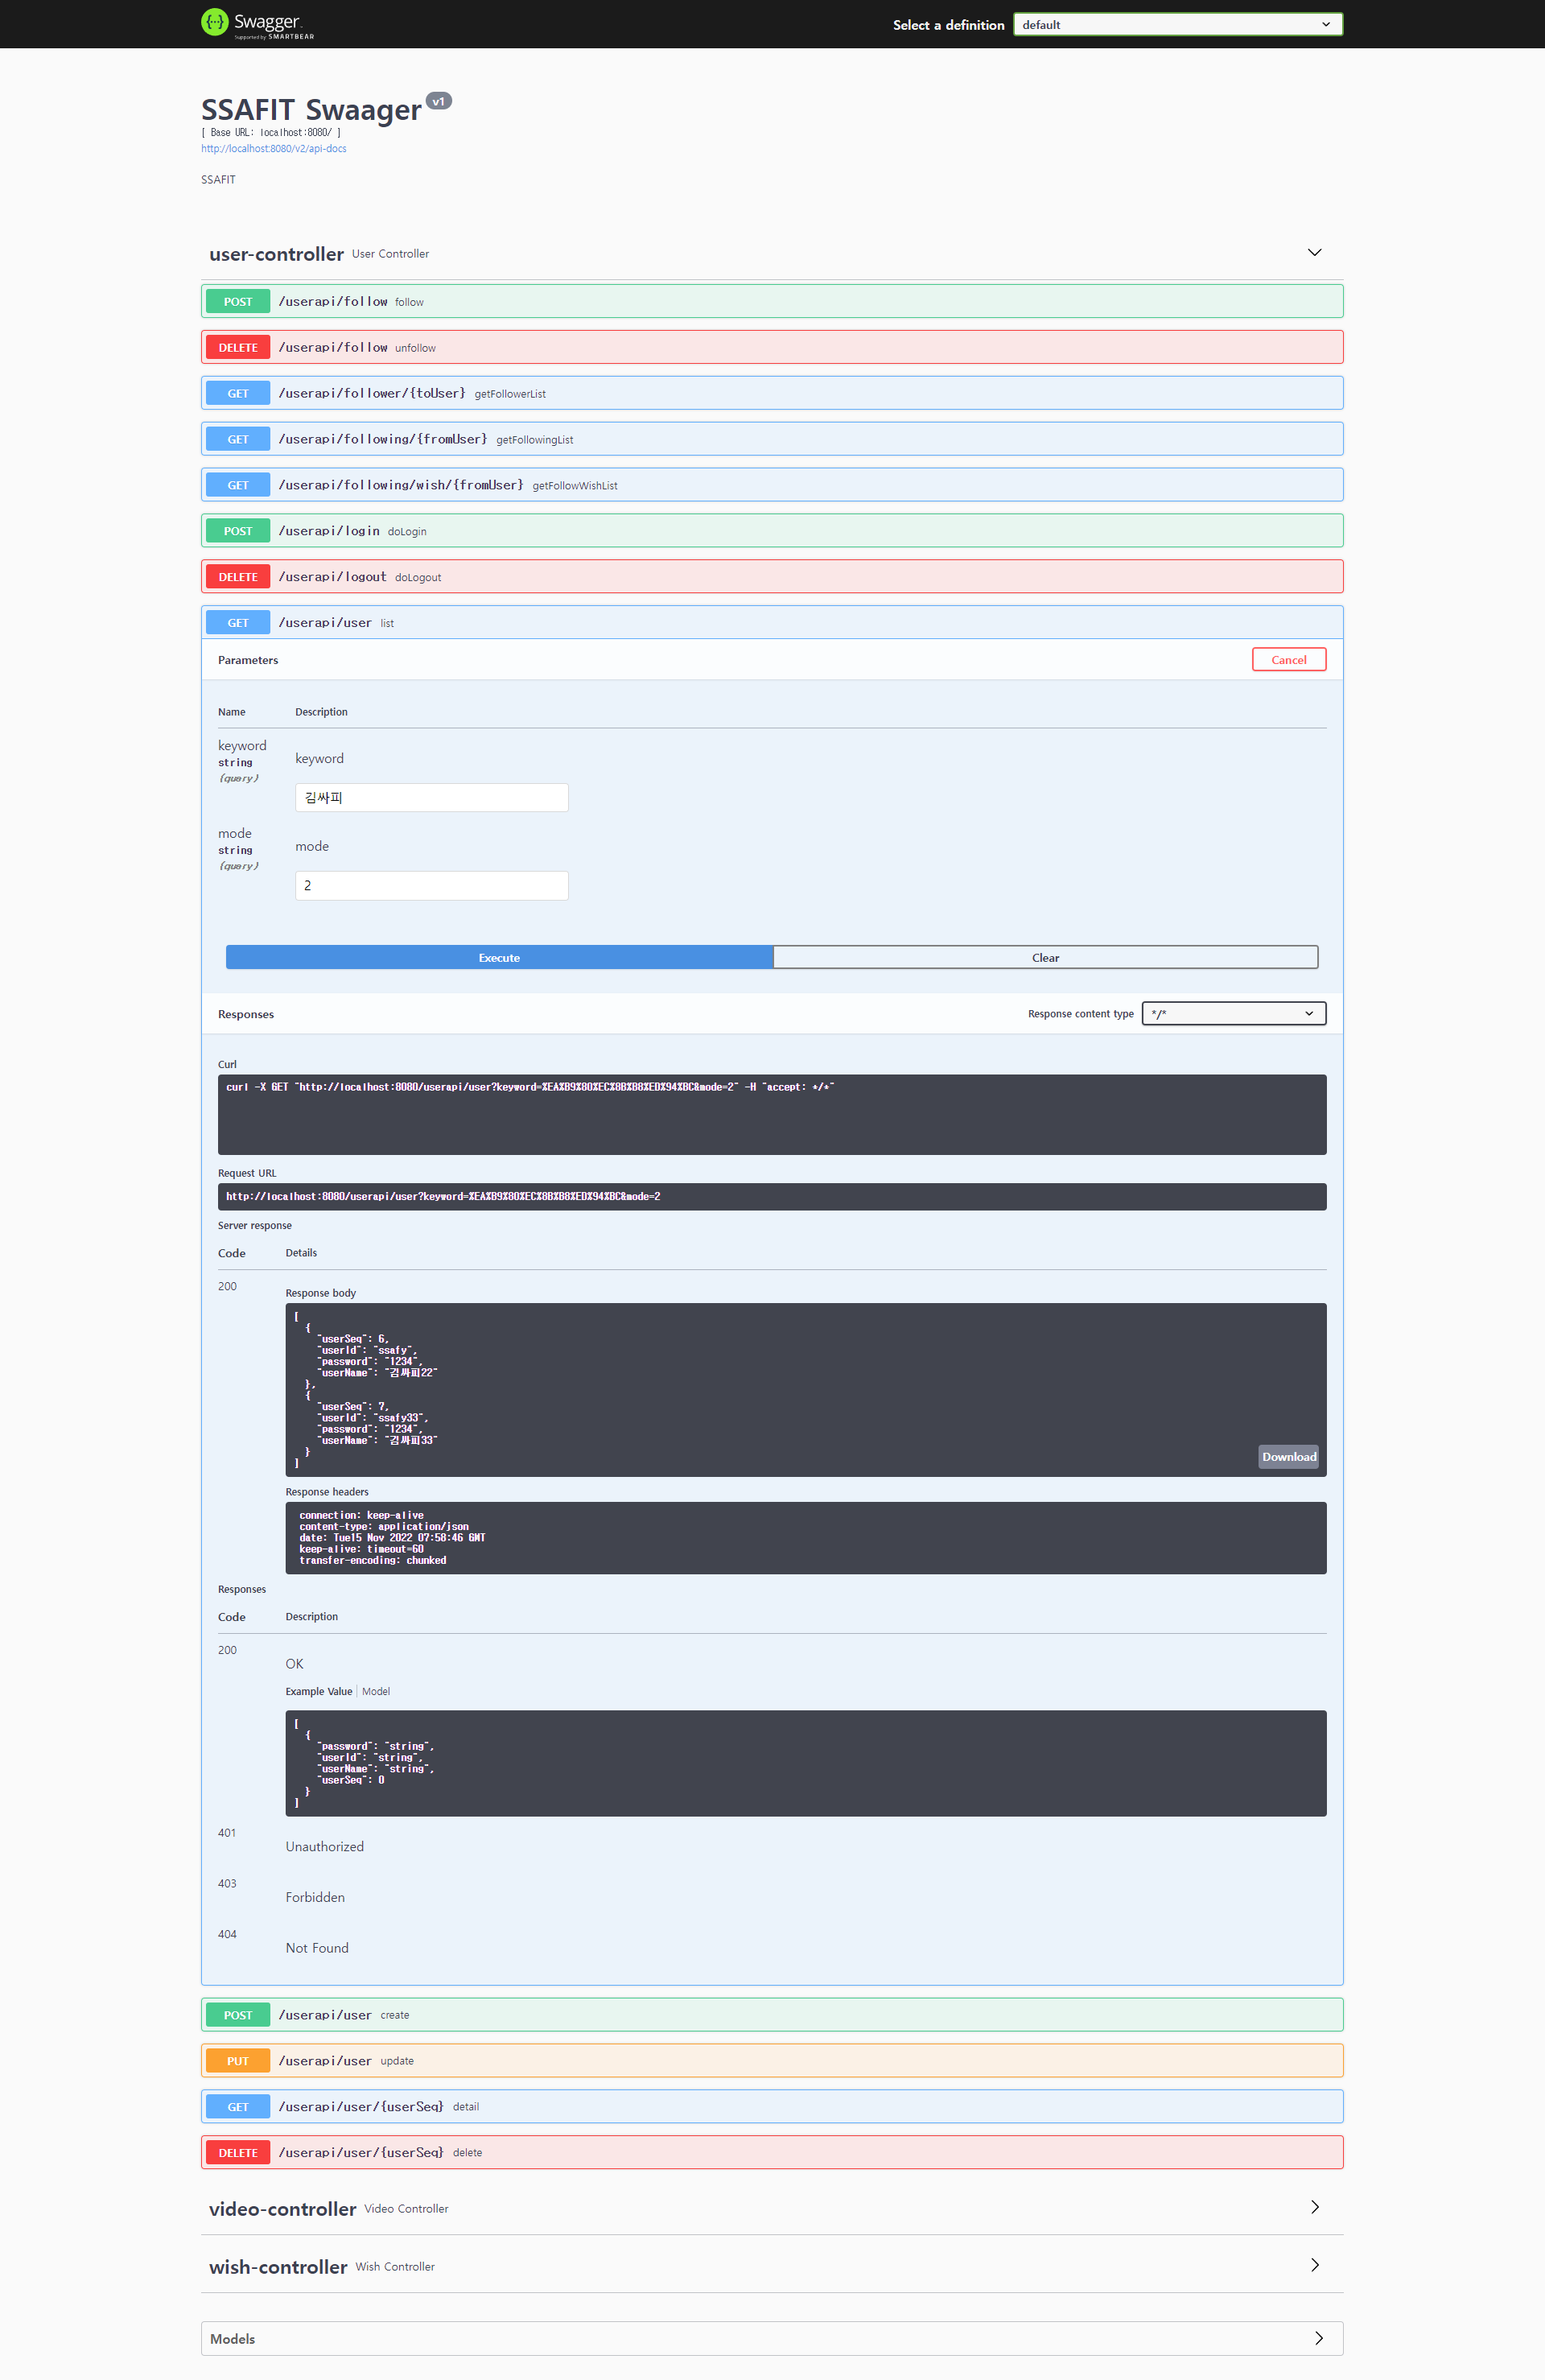 Swagger.
Supported by SMARTBEAR
Select a definition
default
SSAFIT Swaager v1
[ Base URL: localhost:8080/ ]
http://localhost:8080/v2/api-docs
SSAFIT
user-controller User Controller
POST /userapi/follow follow
DELETE /userapi/follow unfollow
GET /userapi/follower/{toUser} getFollowerList
GET /userapi/following/{fromUser} getFollowingList
GET /userapi/following/wish/{fromUser} getFollowWishList
POST /userapi/login doLogin
DELETE /userapi/logout doLogout
GET /userapi/user list
Parameters
Cancel
Name Description
keyword
string
(query)
keyword
김싸피
mode
string
(query)
mode
2
Execute
Clear
Responses
Response content type
*/*
Curl
curl -X GET "http://localhost:8080/userapi/user?keyword=%EA%B9%80%EC%8B%B8%ED%94%BC&mode=2" -H "accept: */*"
Request URL
http://localhost:8080/userapi/user?keyword=%EA%B9%80%EC%8B%B8%ED%94%BC&mode=2
Server response
Code Details
200
Response body
[
{
"userSeq": 6,
"userId": "ssafy",
"password": "1234",
"userName": "김싸피22"
},
{
"userSeq": 7,
"userId": "ssafy33",
"password": "1234",
"userName": "김싸피33"
}
]
Download
Response headers
connection: keep-alive
content-type: application/json
date: Tue15 Nov 2022 07:58:46 GMT
keep-alive: timeout=60
transfer-encoding: chunked
Responses
Code Description
200
OK
Example Value Model
[
{
"password": "string",
"userId": "string",
"userName": "string",
"userSeq": 0
}
]
401
Unauthorized
403
Forbidden
404
Not Found
POST /userapi/user create
PUT /userapi/user update
GET /userapi/user/{userSeq} detail
DELETE /userapi/user/{userSeq} delete
video-controller Video Controller
wish-controller Wish Controller
Models